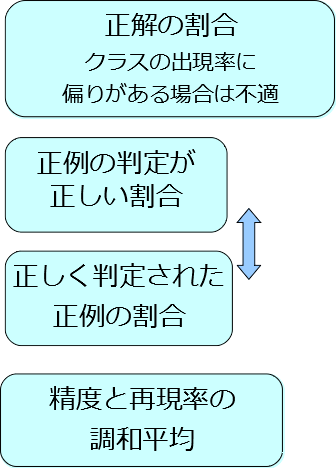 正解の割合
クラスの出現率に
偏りがある場合は不適
正例の判定が
正しい割合
正しく判定された
正例の割合
精度と再現率の
調和平均